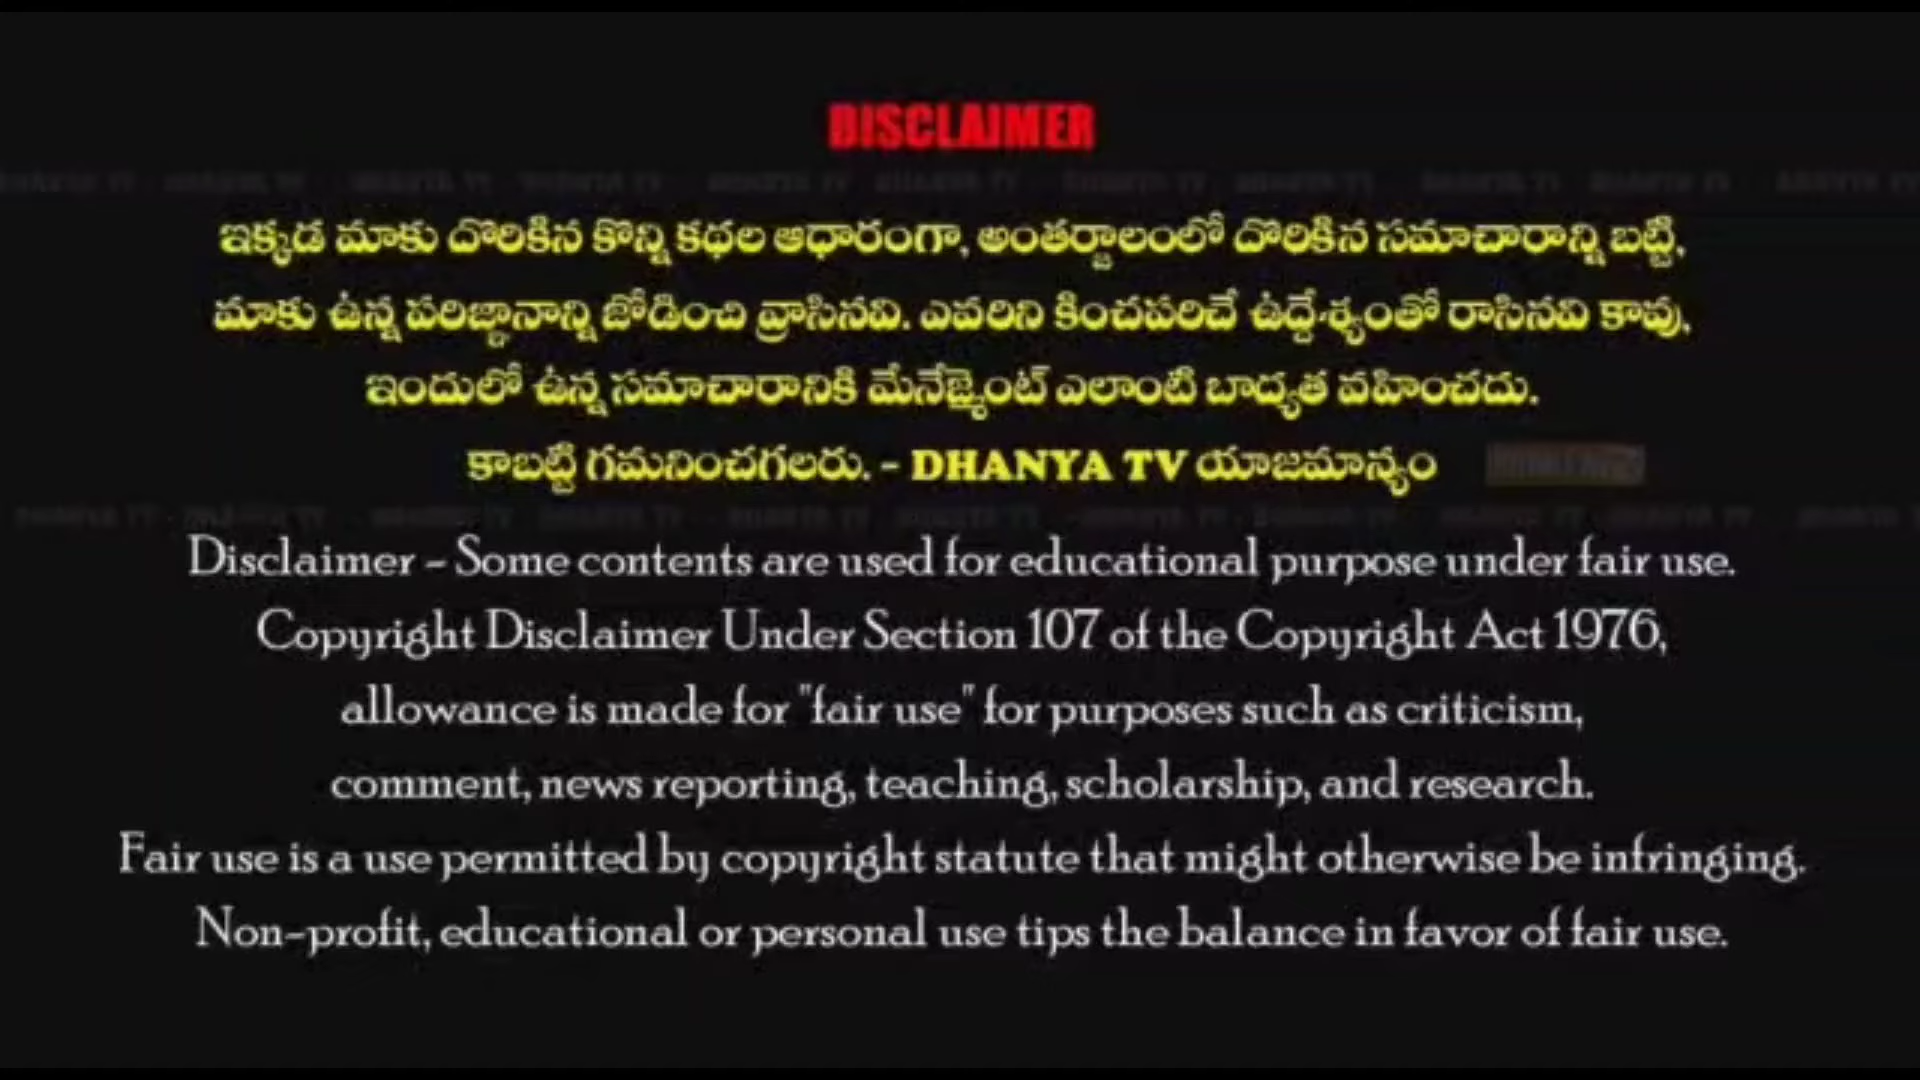 DISCLAIMER
ఇక్కడ మాకు దొరికిన కొన్ని కథల ఆధారంగా, అంతర్జాలంలో దొరికిన సమాచారాన్ని బట్టి,
మాకు ఉన్న పరిజ్ఞానాన్ని జోడించి వ్రాసినవి. ఎవరిని కించపరిచే ఉద్దేశ్యంతో రాసినవి కావు,
ఇందులో ఉన్న సమాచారానికి మేనేజ్మెంట్ ఎలాంటి బాద్యత వహించదు.
కాబట్టి గమనించగలరు. - DHANYA TV యాజమాన్యం
Disclaimer - Some contents are used for educational purpose under fair use.
Copyright Disclaimer Under Section 107 of the Copyright Act 1976,
allowance is made for "fair use" for purposes such as criticism,
comment, news reporting, teaching, scholarship, and research.
Fair use is a use permitted by copyright statute that might otherwise be infringing.
Non-profit, educational or personal use tips the balance in favor of fair use.